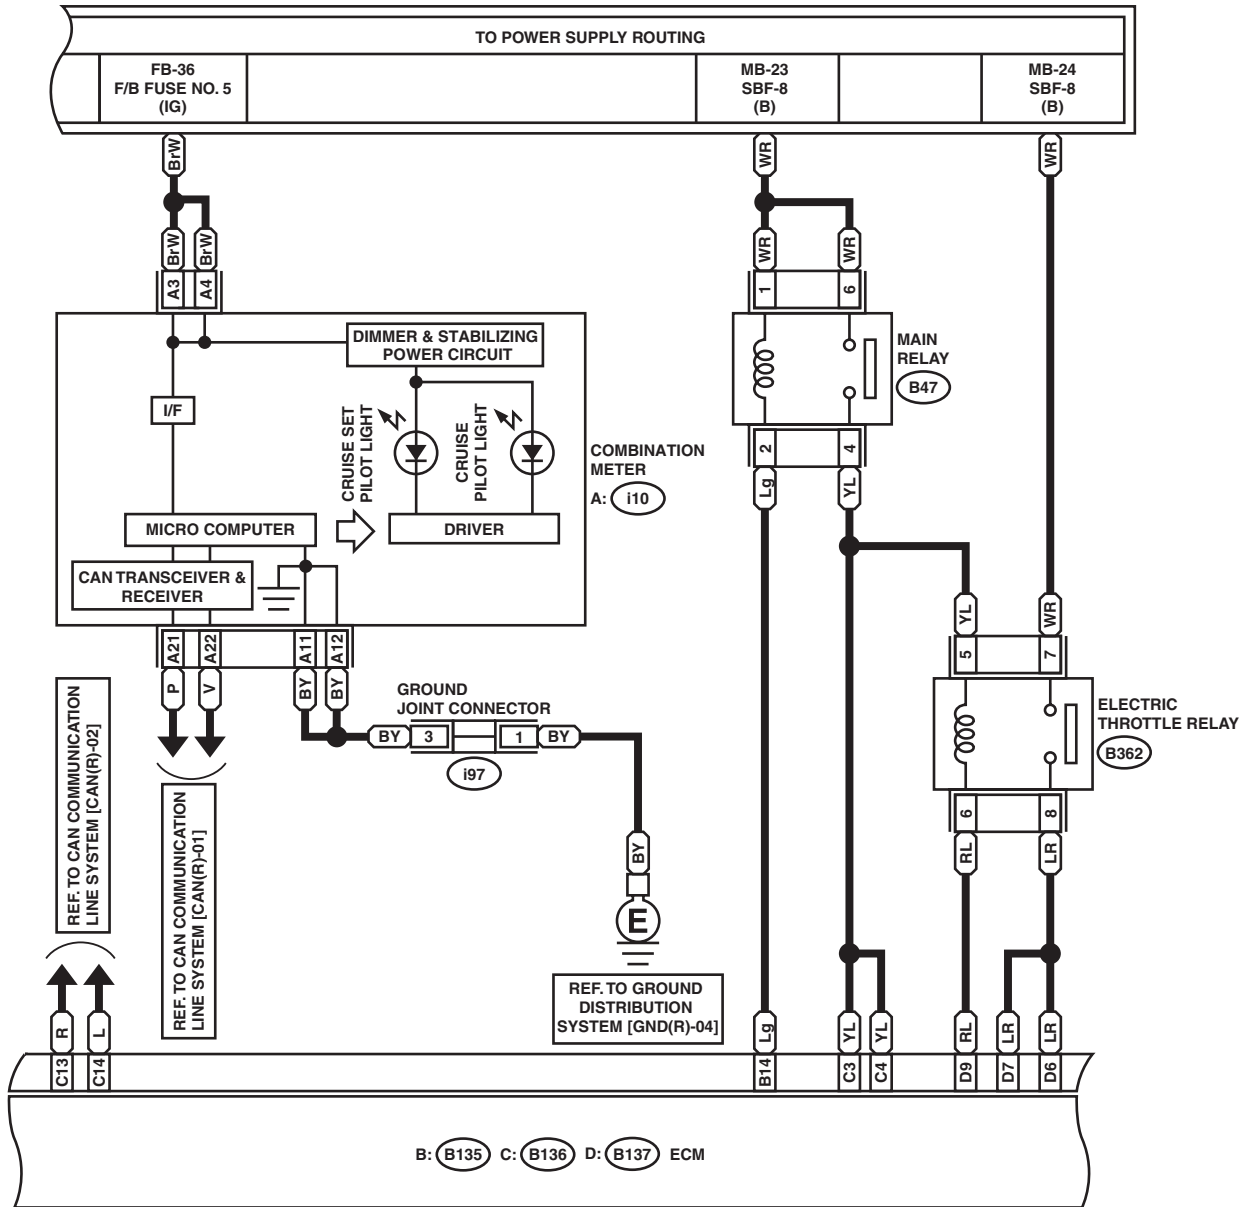 TO POWER SUPPLY ROUTING
FB-36
F/B FUSE NO. 5
(IG)
MB-23
SBF-8
(B)
MB-24
SBF-8
(B)
BrW
WR
WR
BrW
BrW
WR
WR
A3
A4
1
6
DIMMER & STABILIZING
POWER CIRCUIT
MAIN
RELAY
B47
I/F
CRUISE SET
PILOT LIGHT
CRUISE
PILOT LIGHT
COMBINATION
METER
A: i10
2
4
Lg
YL
MICRO COMPUTER
DRIVER
CAN TRANSCEIVER &
RECEIVER
YL
WR
A21
A22
A11
A12
5
7
P
V
BY
BY
GROUND
JOINT CONNECTOR
BY
3
1
BY
i97
ELECTRIC
THROTTLE RELAY
B362
REF. TO CAN COMMUNICATION
LINE SYSTEM [CAN(R)-02]
REF. TO CAN COMMUNICATION
LINE SYSTEM [CAN(R)-01]
6
8
BY
RL
LR
E
REF. TO GROUND
DISTRIBUTION
SYSTEM [GND(R)-04]
R
L
Lg
YL
YL
RL
LR
LR
C13
C14
B14
C3
C4
D9
D7
D6
B: B135 C: B136 D: B137 ECM